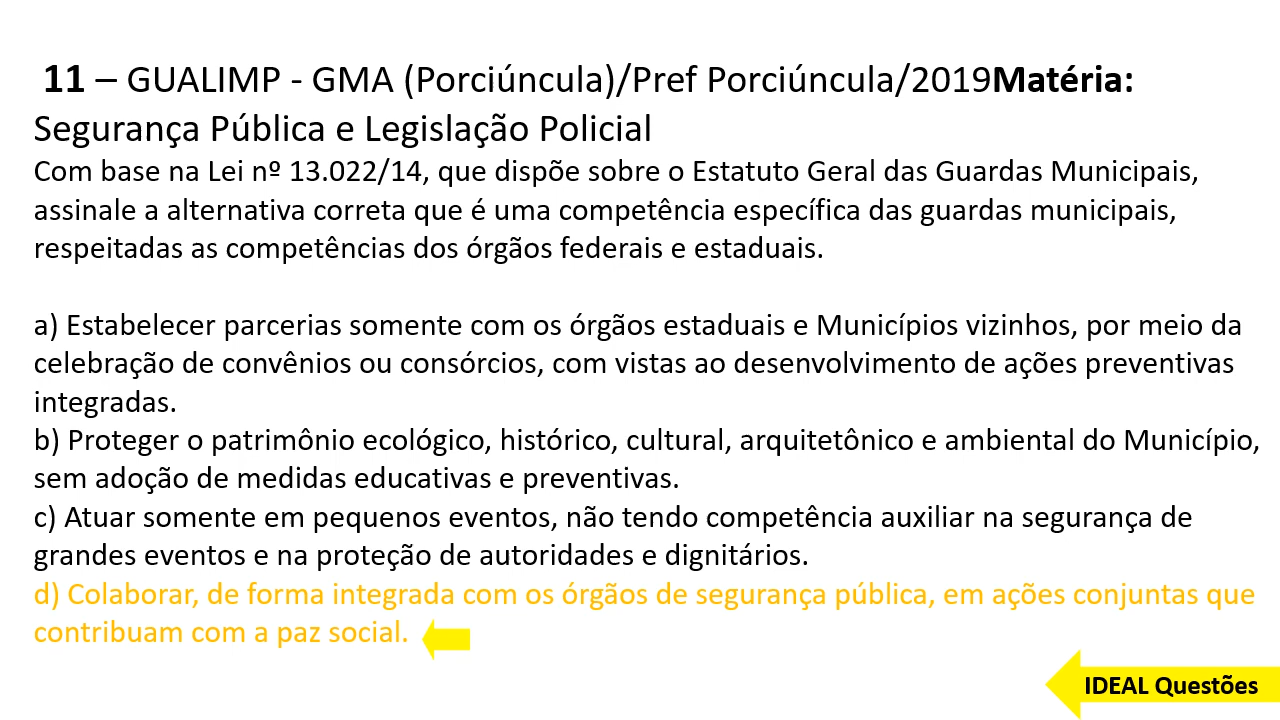 11 – GUALIMP - GMA (Porciúncula)/Pref Porciúncula/2019Matéria:
Segurança Pública e Legislação Policial
Com base na Lei nº 13.022/14, que dispõe sobre o Estatuto Geral das Guardas Municipais,
assinale a alternativa correta que é uma competência específica das guardas municipais,
respeitadas as competências dos órgãos federais e estaduais.
a) Estabelecer parcerias somente com os órgãos estaduais e Municípios vizinhos, por meio da
celebração de convênios ou consórcios, com vistas ao desenvolvimento de ações preventivas
integradas.
b) Proteger o patrimônio ecológico, histórico, cultural, arquitetônico e ambiental do Município,
sem adoção de medidas educativas e preventivas.
c) Atuar somente em pequenos eventos, não tendo competência auxiliar na segurança de
grandes eventos e na proteção de autoridades e dignitários.
d) Colaborar, de forma integrada com os órgãos de segurança pública, em ações conjuntas que
contribuam com a paz social.
IDEAL Questões